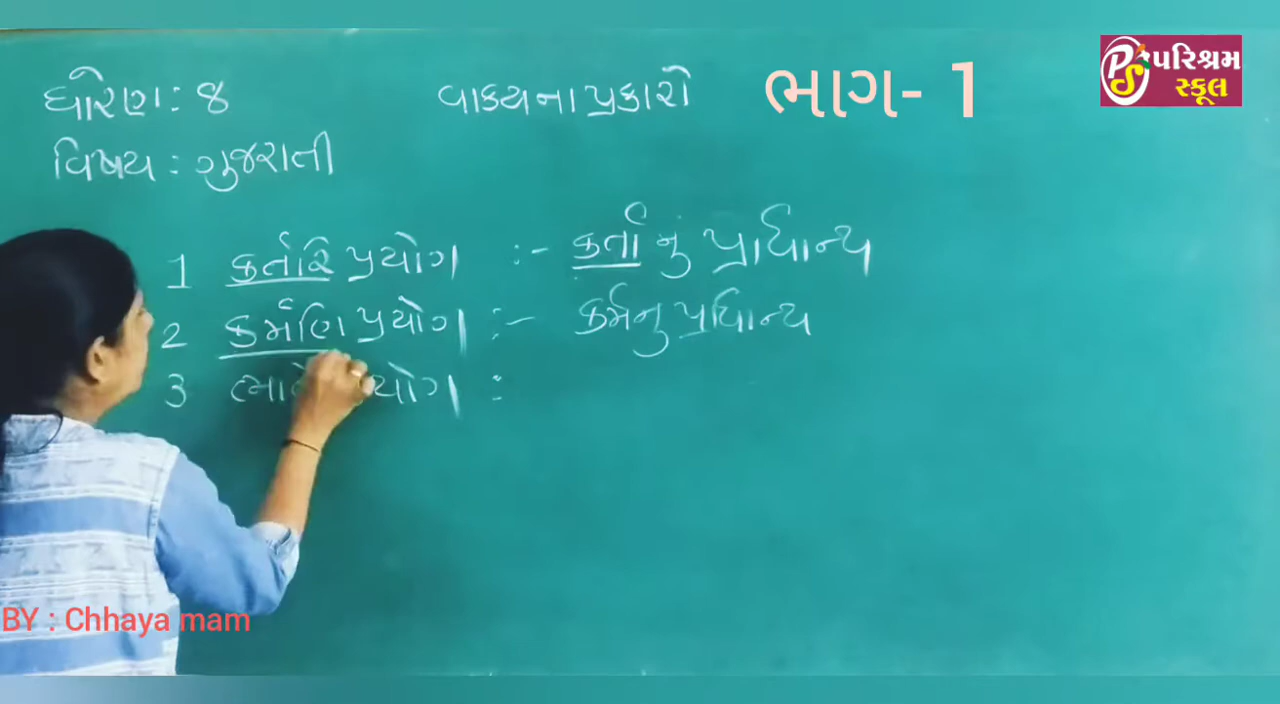 ધોરણ : ૪
વાક્યના પ્રકારો
ભાગ- 1
પરિશ્રમ
સ્કૂલ
વિષય : ગુજરાતી
1 કર્તરિ પ્રયોગ :- કર્તાનું પ્રાધાન્ય
2 કર્મણિ પ્રયોગ :- કર્મનુ પ્રાધાન્ય
3 :
BY : Chhaya mam